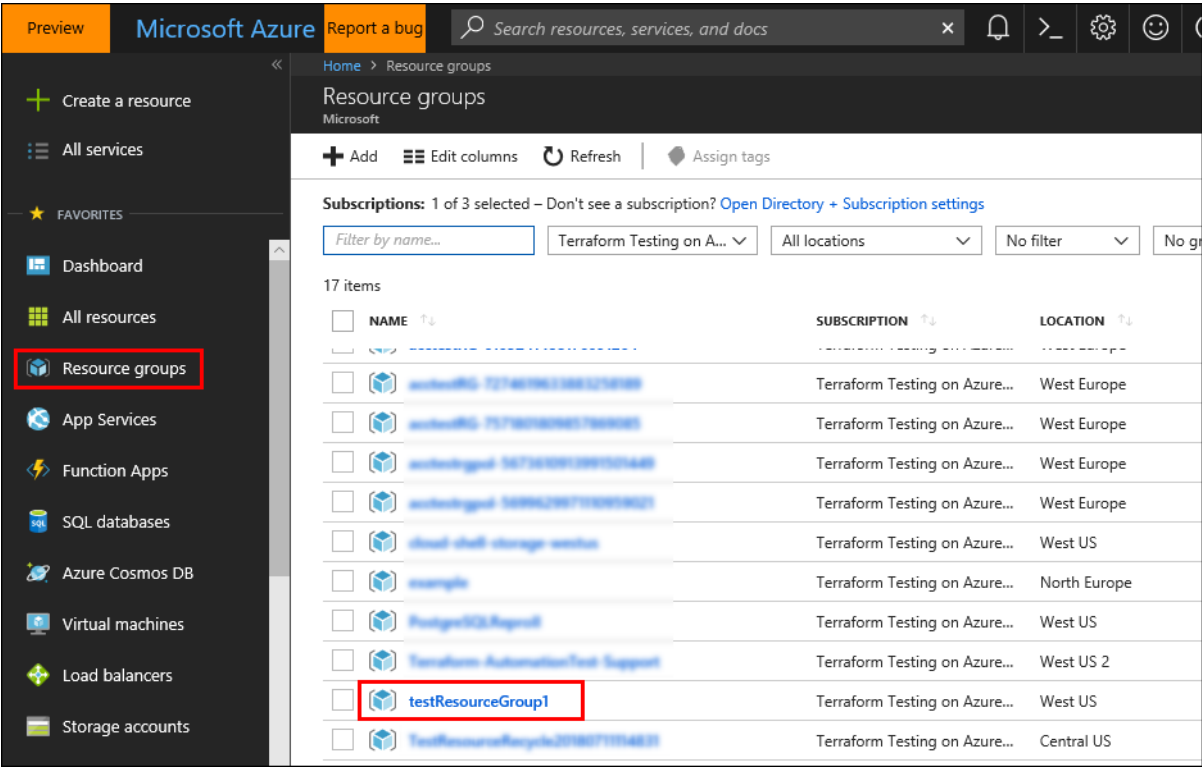 Preview
Microsoft Azure
Report a bug
Search resources, services, and docs
Home > Resource groups
Resource groups
Microsoft
Create a resource
All services
FAVORITES
Dashboard
All resources
Resource groups
App Services
Function Apps
SQL databases
Azure Cosmos DB
Virtual machines
Load balancers
Storage accounts
Add Edit columns Refresh Assign tags
Subscriptions: 1 of 3 selected – Don't see a subscription? Open Directory + Subscription settings
Filter by name... Terraform Testing on A... All locations No filter No gr
17 items
NAME SUBSCRIPTION LOCATION
Terraform Testing on Azure... West Europe
Terraform Testing on Azure... West Europe
Terraform Testing on Azure... West Europe
Terraform Testing on Azure... West Europe
Terraform Testing on Azure... West US
Terraform Testing on Azure... North Europe
Terraform Testing on Azure... West US
Terraform Testing on Azure... West US 2
testResourceGroup1 Terraform Testing on Azure... West US
Terraform Testing on Azure... Central US